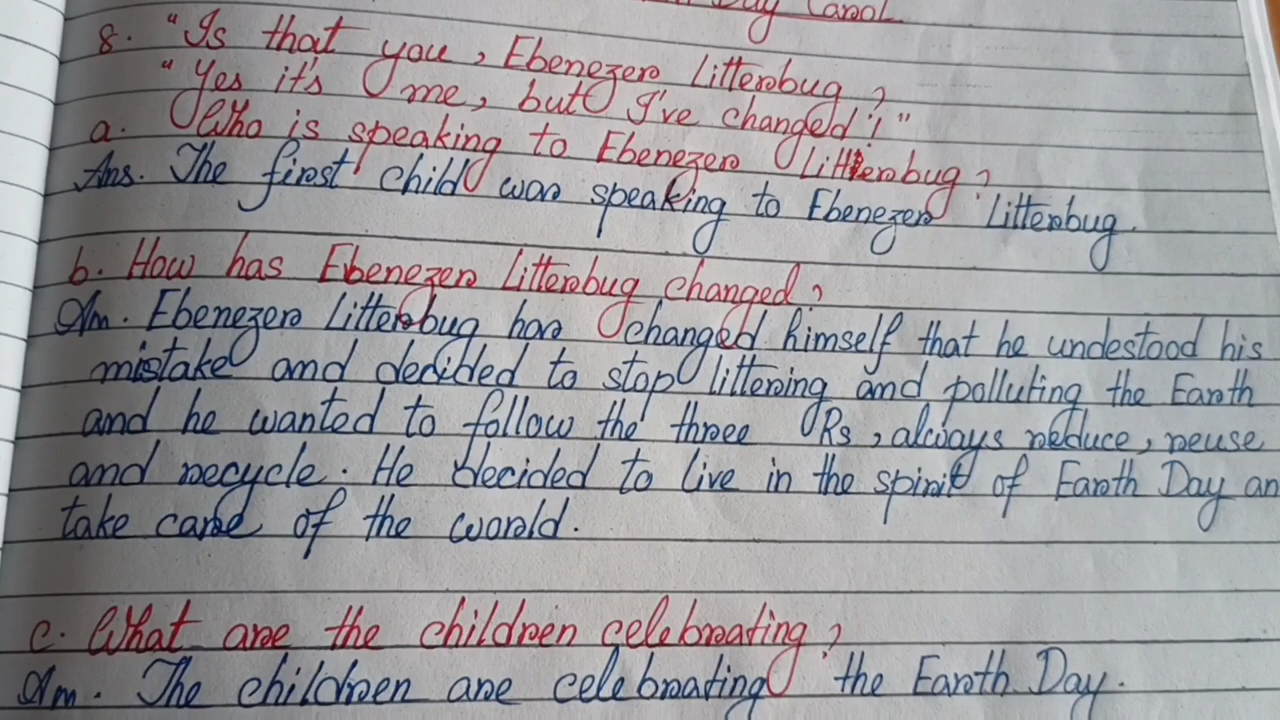 Day Carol
8. "Is that you, Ebenezer Litterbug?
"Yes it's me, but I've changed!"
a. Who is speaking to Ebenezer Litterbug?
Ans. The first child was speaking to Ebenezer Litterbug.
b. How has Ebenezer Litterbug changed?
Ans. Ebenezer Litterbug has changed himself that he undestood his
mistake and decided to stop littering and polluting the Earth
and he wanted to follow the three Rs, always reduce, reuse
and recycle. He decided to live in the spirit of Earth Day an
take care of the world.
c. What are the children celebrating?
Ans. The children are celebrating the Earth Day.